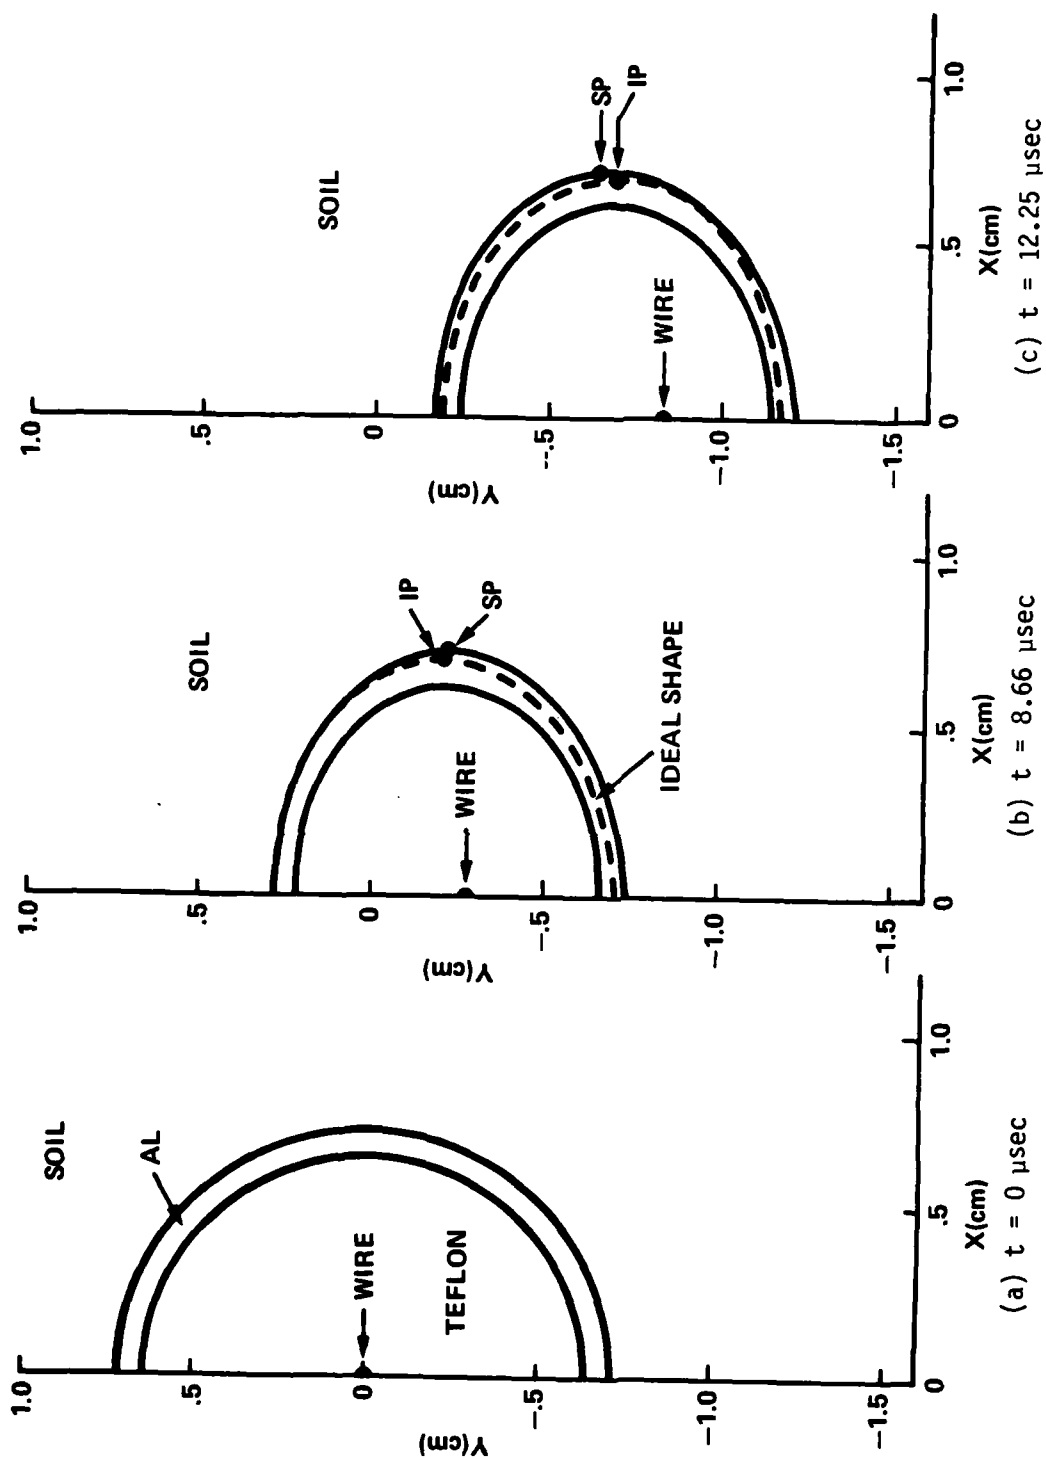 1.0
.5
0
-.5
-1.0
-1.5
Y(cm)
SOIL
AL
WIRE
TEFLON
0
.5
1.0
X(cm)
(a) t = 0 μsec
1.0
.5
0
-.5
-1.0
-1.5
Y(cm)
SOIL
IP
SP
WIRE
IDEAL SHAPE
0
.5
1.0
X(cm)
(b) t = 8.66 μsec
1.0
.5
0
--.5
-1.0
-1.5
Y(cm)
SOIL
SP
IP
WIRE
0
.5
1.0
X(cm)
(c) t = 12.25 μsec